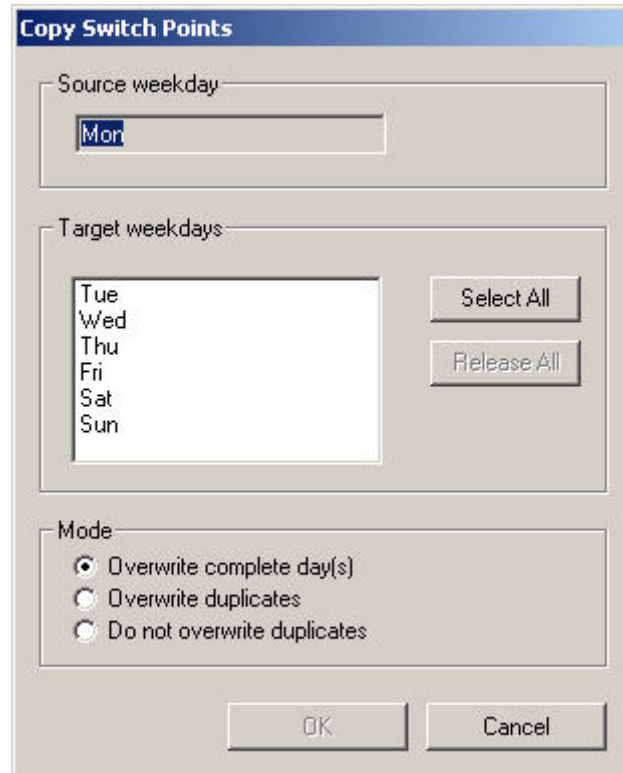 Copy Switch Points
Source weekday
Mon
Target weekdays
Tue
Wed
Thu
Fri
Sat
Sun
Select All
Release All
Mode
Overwrite complete day(s)
Overwrite duplicates
Do not overwrite duplicates
OK
Cancel